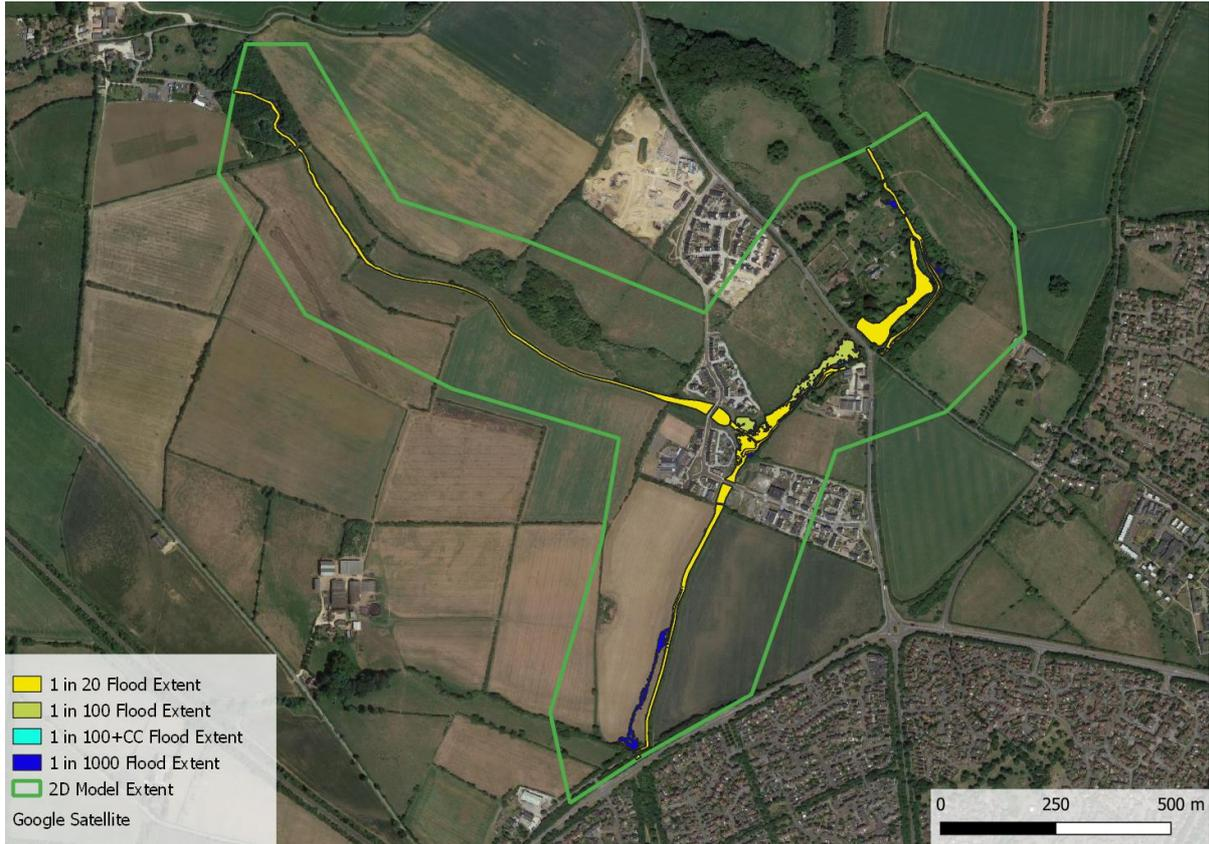 1 in 20 Flood Extent
1 in 100 Flood Extent
1 in 100+CC Flood Extent
1 in 1000 Flood Extent
2D Model Extent
Google Satellite
0 250 500 m